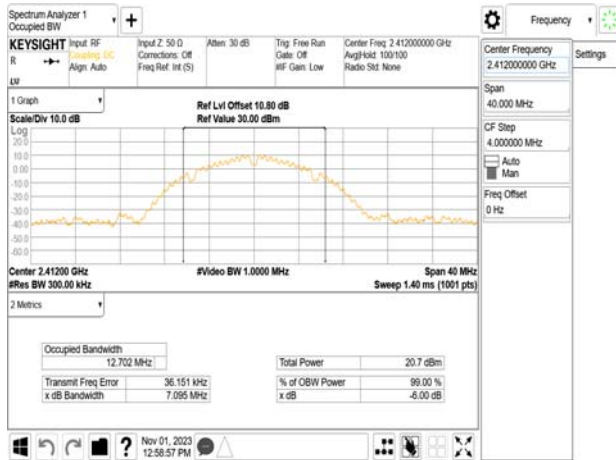 Spectrum Analyzer 1
Occupied BW
Frequency
Settings
KEYSIGHT
R
LXI
Input: RF
Coupling: DC
Align: Auto
Input Z: 50 Ω
Corrections: Off
Freq Ref: Int (S)
Atten: 30 dB
Trig: Free Run
Gate: Off
#IF Gain: Low
Center Freq: 2.412000000 GHz
Avg|Hold: 100/100
Radio Std: None
1 Graph
Scale/Div 10.0 dB
Ref Lvl Offset 10.80 dB
Ref Value 30.00 dBm
Log
20.0
10.0
0.00
-10.0
-20.0
-30.0
-40.0
-50.0
-60.0
Center 2.41200 GHz
#Res BW 300.00 kHz
#Video BW 1.0000 MHz
Span 40 MHz
Sweep 1.40 ms (1001 pts)
2 Metrics
Occupied Bandwidth
12.702 MHz
Total Power 20.7 dBm
Transmit Freq Error 36.151 kHz
% of OBW Power 99.00 %
x dB Bandwidth 7.095 MHz
x dB -6.00 dB
Center Frequency
2.412000000 GHz
Span
40.000 MHz
CF Step
4.000000 MHz
Auto
Man
Freq Offset
0 Hz
?
Nov 01, 2023
12:58:57 PM